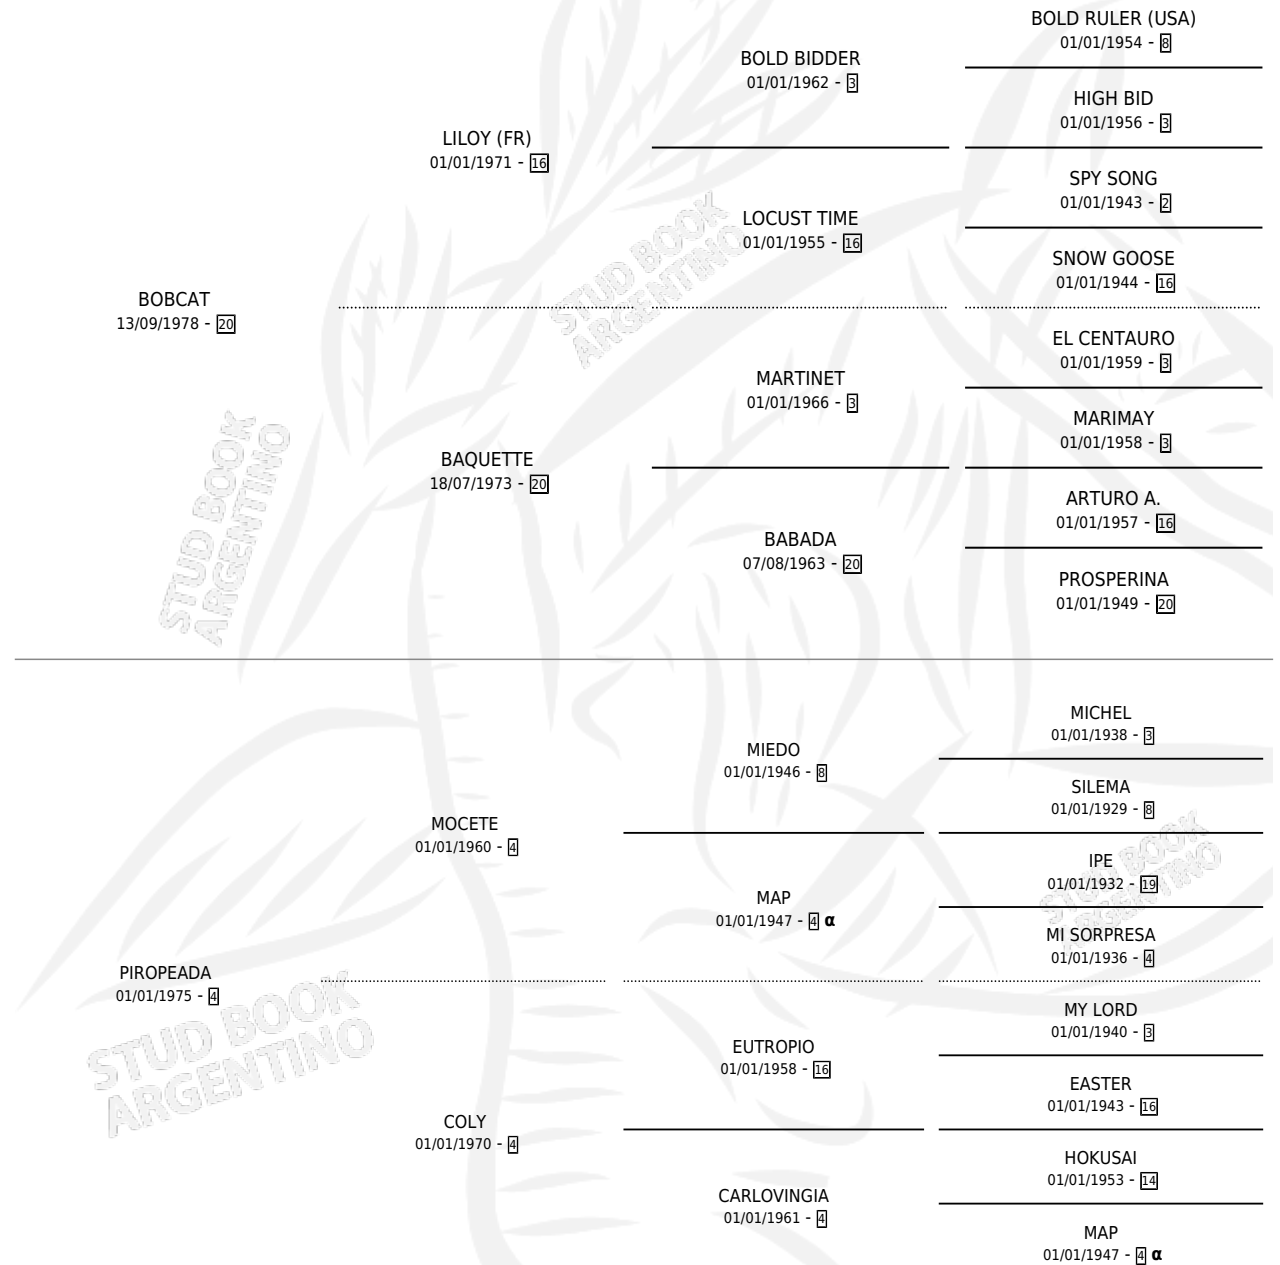 BOLD RULER (USA)
01/01/1954 - 8
BOLD BIDDER
01/01/1962 - 3
HIGH BID
01/01/1956 - 3
LILOY (FR)
01/01/1971 - 16
SPY SONG
01/01/1943 - 2
LOCUST TIME
01/01/1955 - 16
SNOW GOOSE
01/01/1944 - 16
STUD BOOK
ARGENTINO
BOBCAT
13/09/1978 - 20
EL CENTAURO
01/01/1959 - 3
MARTINET
01/01/1966 - 3
MARIMAY
01/01/1958 - 3
BAQUETTE
18/07/1973 - 20
ARTURO A.
01/01/1957 - 16
BABADA
07/08/1963 - 20
PROSPERINA
01/01/1949 - 20
STUD BOOK
ARGENTINO
MICHEL
01/01/1938 - 3
MIEDO
01/01/1946 - 8
SILEMA
01/01/1929 - 8
MOCETE
01/01/1960 - 4
IPE
01/01/1932 - 19
MAP
01/01/1947 - 4 α
MI SORPRESA
01/01/1936 - 4
STUD BOOK
ARGENTINO
PIROPEADA
01/01/1975 - 4
MY LORD
01/01/1940 - 3
EUTROPIO
01/01/1958 - 16
EASTER
01/01/1943 - 16
STUD BOOK
ARGENTINO
COLY
01/01/1970 - 4
HOKUSAI
01/01/1953 - 14
CARLOVINGIA
01/01/1961 - 4
MAP
01/01/1947 - 4 α